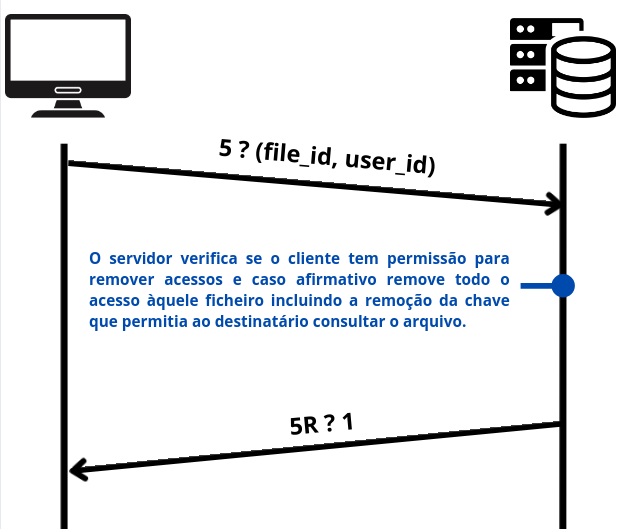 5 ? (file_id, user_id)
O servidor verifica se o cliente tem permissão para
remover acessos e caso afirmativo remove todo o
acesso àquele ficheiro incluindo a remoção da chave
que permitia ao destinatário consultar o arquivo.
5R ? 1